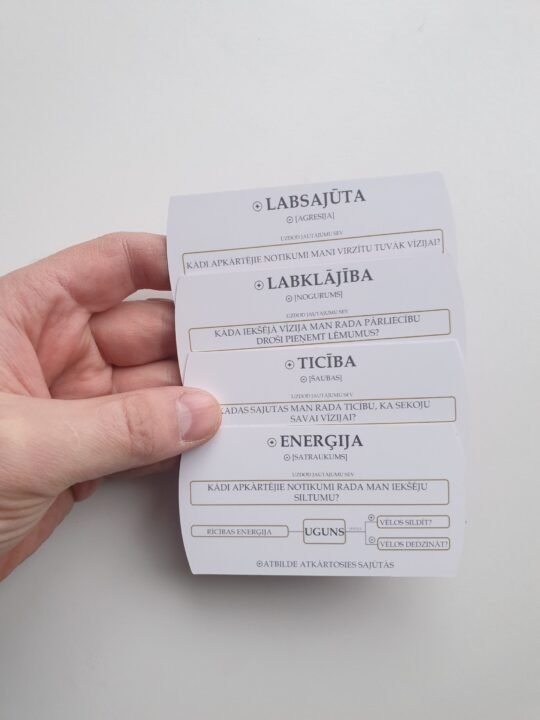 LABSAJŪTA
[AGRESIJA]
UZDOD JAUTĀJUMU SEV
KĀDI APKĀRTĒJIE NOTIKUMI MANI VIRZĪTU TUVĀK VĪZIJAI?
LABKLĀJĪBA
[NOGURUMS]
UZDOD JAUTĀJUMU SEV
KĀDA IEKŠĒJĀ VĪZIJA MAN RADA PĀRLIECĪBU
DROŠI PIEŅEMT LĒMUMUS?
TICĪBA
[ŠAUBAS]
UZDOD JAUTĀJUMU SEV
KĀDAS SAJŪTAS MAN RADA TICĪBU, KA SEKOJU
SAVAI VĪZIJAI?
ENERĢIJA
[SATRAUKUMS]
UZDOD JAUTĀJUMU SEV
KĀDI APKĀRTĒJIE NOTIKUMI RADA MAN IEKŠĒJU
SILTUMU?
RĪCĪBAS ENERĢIJA
UGUNS
VĒLOS SILDĪT?
VĒLOS DEDZINĀT?
ATBILDE ATKĀRTOSIES SAJŪTĀS